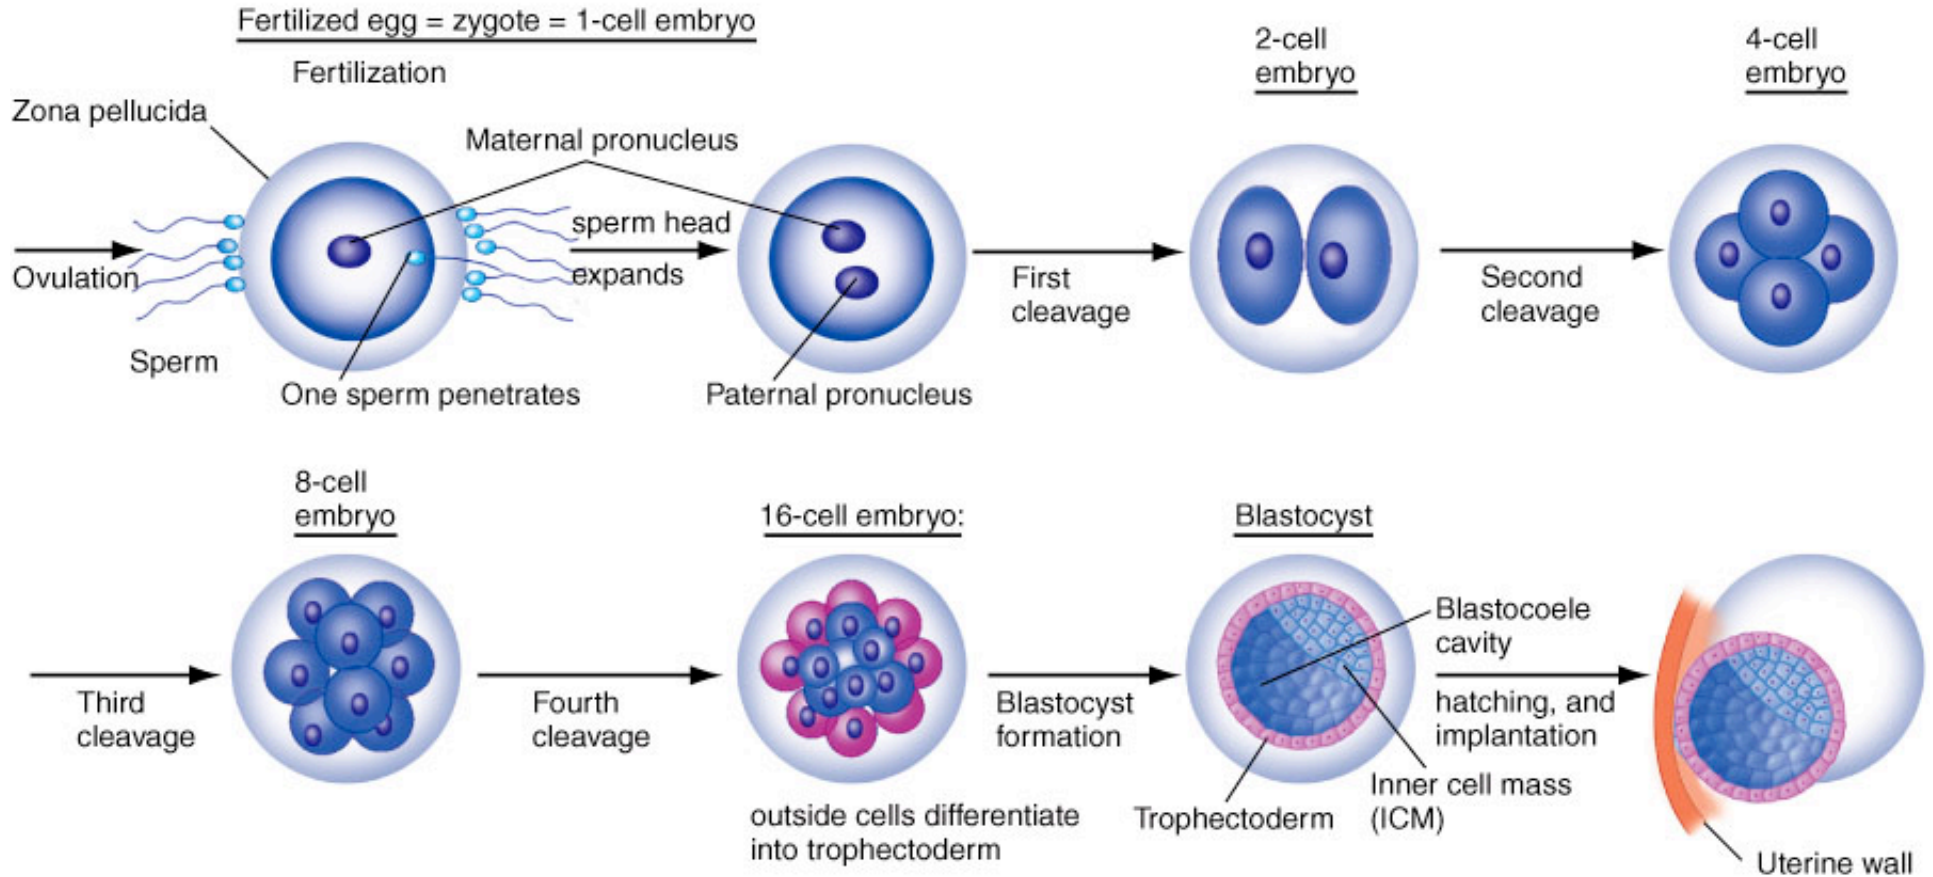 Fertilized egg = zygote = 1-cell embryo
Fertilization
Zona pellucida
Maternal pronucleus
sperm head
expands
Ovulation
Sperm
One sperm penetrates
Paternal pronucleus
First
cleavage
2-cell
embryo
Second
cleavage
4-cell
embryo
Third
cleavage
8-cell
embryo
Fourth
cleavage
16-cell embryo:
outside cells differentiate
into trophectoderm
Blastocyst
formation
Blastocyst
Blastocoele
cavity
Trophectoderm
Inner cell mass
(ICM)
hatching, and
implantation
Uterine wall